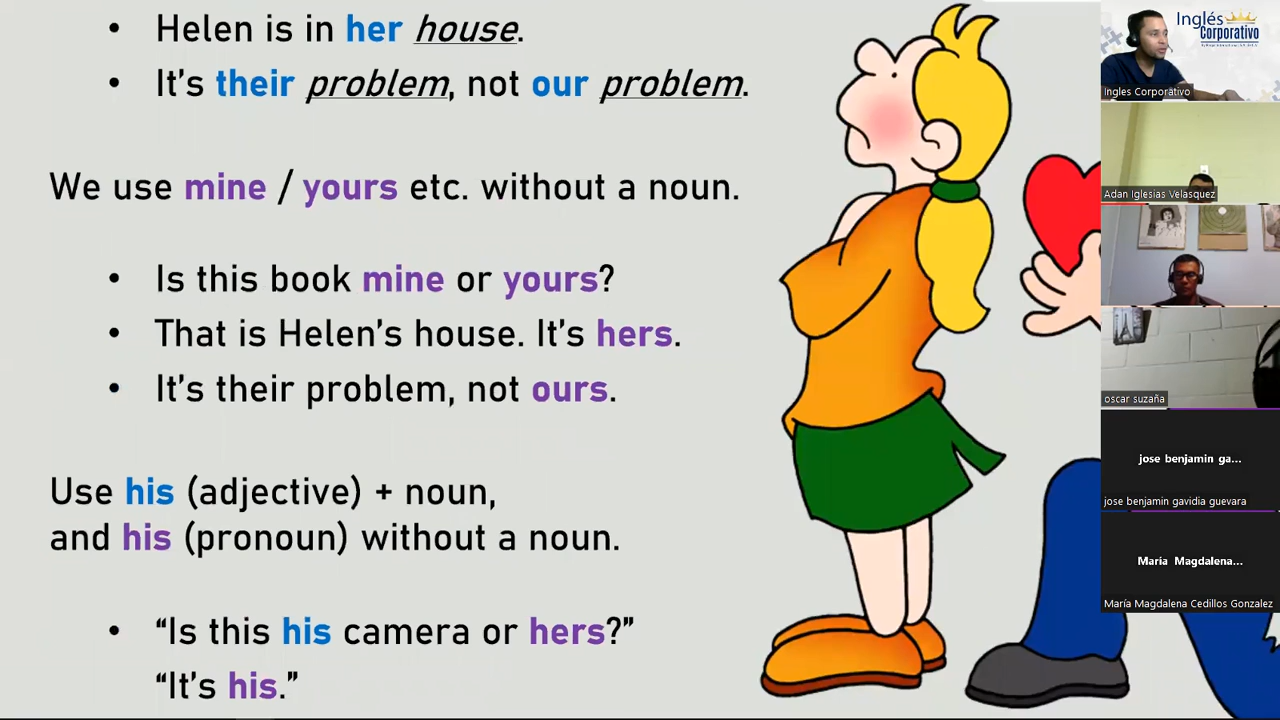 • Helen is in her house.
• It’s their problem, not our problem.
We use mine / yours etc. without a noun.
• Is this book mine or yours?
• That is Helen’s house. It’s hers.
• It’s their problem, not ours.
Use his (adjective) + noun,
and his (pronoun) without a noun.
• “Is this his camera or hers?”
“It’s his.”
Inglés
Corporativo
Ingles Corporativo
Adan Iglesias Velasquez
oscar suzaña
jose benjamin ga...
jose benjamin gavidia guevara
María Magdalena...
María Magdalena Cedillos Gonzalez